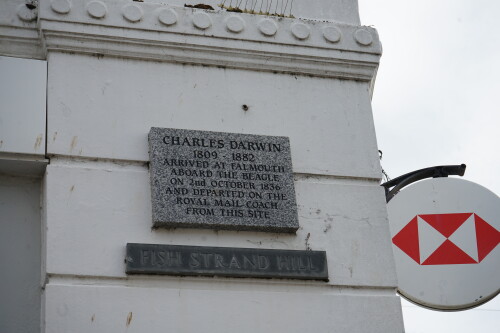 CHARLES DARWIN
1809 - 1882
ARRIVED AT FALMOUTH
ABOARD THE BEAGLE
ON 2nd OCTOBER 1836
AND DEPARTED ON THE
ROYAL MAIL COACH
FROM THIS SITE
FISH STRAND HILL